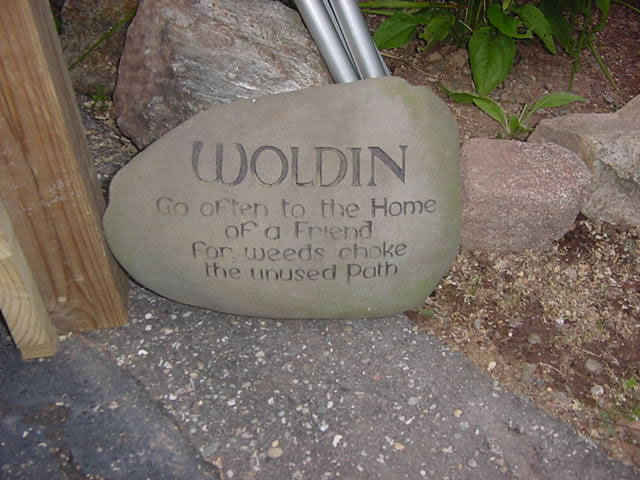 WOLDIN
Go often to the Home
of a Friend
For weeds choke
the unused Path